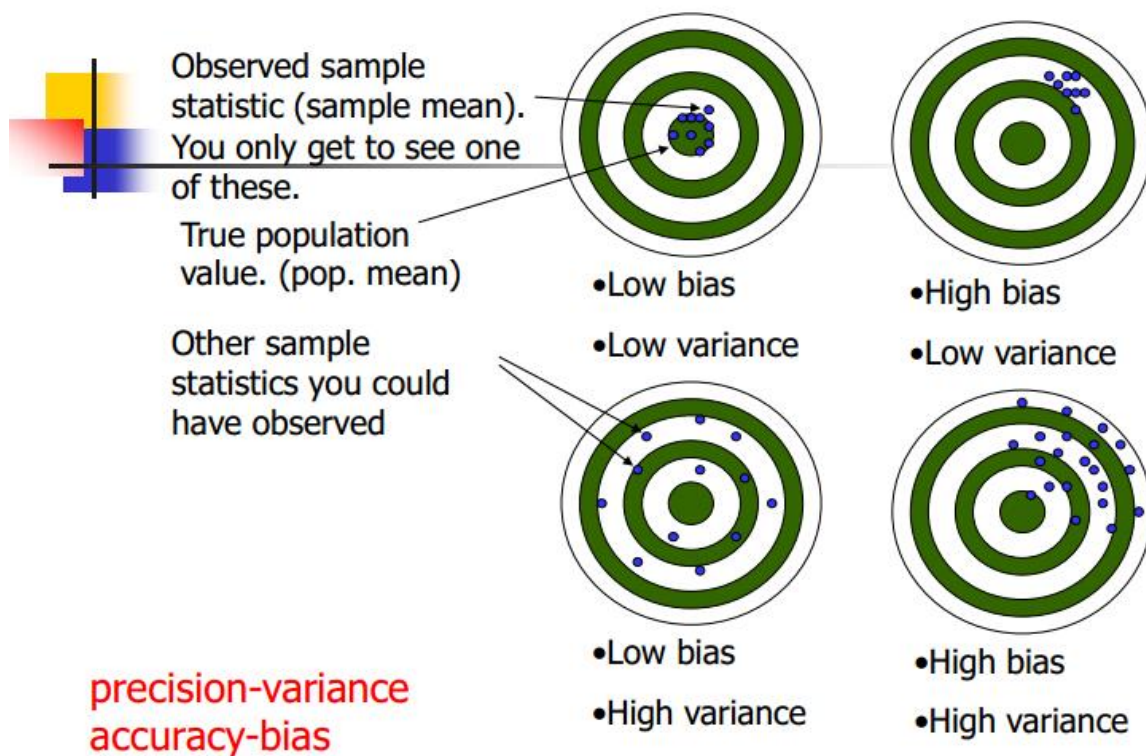 Observed sample
statistic (sample mean).
You only get to see one
of these.
True population
value. (pop. mean)
Other sample
statistics you could
have observed
•Low bias
•Low variance
•High bias
•Low variance
•Low bias
•High variance
•High bias
•High variance
precision-variance
accuracy-bias